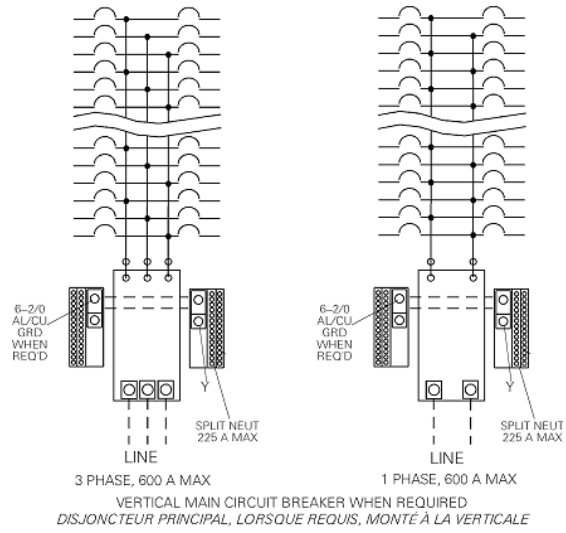 6–2/0
AL/CU
GRD
WHEN
REQ'D
Y
SPLIT NEUT
225 A MAX
LINE
3 PHASE, 600 A MAX
6–2/0
AL/CU
GRD
WHEN
REQ'D
Y
SPLIT NEUT
225 A MAX
LINE
1 PHASE, 600 A MAX
VERTICAL MAIN CIRCUIT BREAKER WHEN REQUIRED
DISJONCTEUR PRINCIPAL, LORSQUE REQUIS, MONTÉ À LA VERTICALE